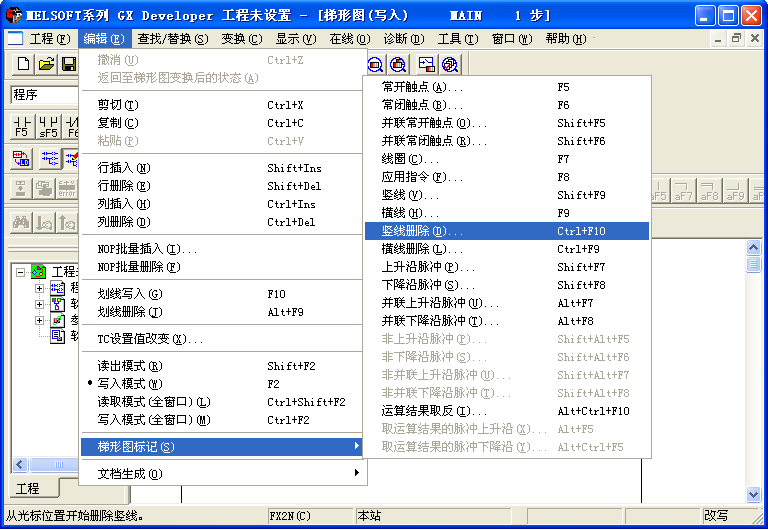 MELSOFT系列 GX Developer 工程未设置 - [梯形图(写入)    MAIN    1 步]
工程(F) 编辑(E) 查找/替换(S) 变换(C) 显示(V) 在线(O) 诊断(D) 工具(T) 窗口(W) 帮助(H)
程序
F5 sF5 F6
error
aF5 aF7 aF8 aF9
工程未
程
软
参
软
工程
撤消(U) Ctrl+Z
返回至梯形图变换后的状态(A)
剪切(T) Ctrl+X
复制(C) Ctrl+C
粘贴(P) Ctrl+V
行插入(N) Shift+Ins
行删除(E) Shift+Del
列插入(H) Ctrl+Ins
列删除(D) Ctrl+Del
NOP批量插入(I)...
NOP批量删除(F)
划线写入(G) F10
划线删除(J) Alt+F9
TC设置值改变(X)...
读出模式(R) Shift+F2
写入模式(W) F2
读取模式(全窗口)(L) Ctrl+Shift+F2
写入模式(全窗口)(M) Ctrl+F2
梯形图标记(S)
文档生成(O)
常开触点(A)... F5
常闭触点(B)... F6
并联常开触点(O)... Shift+F5
并联常闭触点(R)... Shift+F6
线圈(C)... F7
应用指令(F)... F8
竖线(V)... Shift+F9
横线(H)... F9
竖线删除(D)... Ctrl+F10
横线删除(L)... Ctrl+F9
上升沿脉冲(P)... Shift+F7
下降沿脉冲(S)... Shift+F8
并联上升沿脉冲(U)... Alt+F7
并联下降沿脉冲(T)... Alt+F8
非上升沿脉冲(P)... Shift+Alt+F5
非下降沿脉冲(S)... Shift+Alt+F6
非并联上升沿脉冲(U)... Shift+Alt+F7
非并联下降沿脉冲(T)... Shift+Alt+F8
运算结果取反(I)... Alt+Ctrl+F10
取运算结果的脉冲上升沿(X)... Alt+F5
取运算结果的脉冲下降沿(V)... Alt+Ctrl+F5
从光标位置开始删除竖线。 FX2N(C) 本站 改写